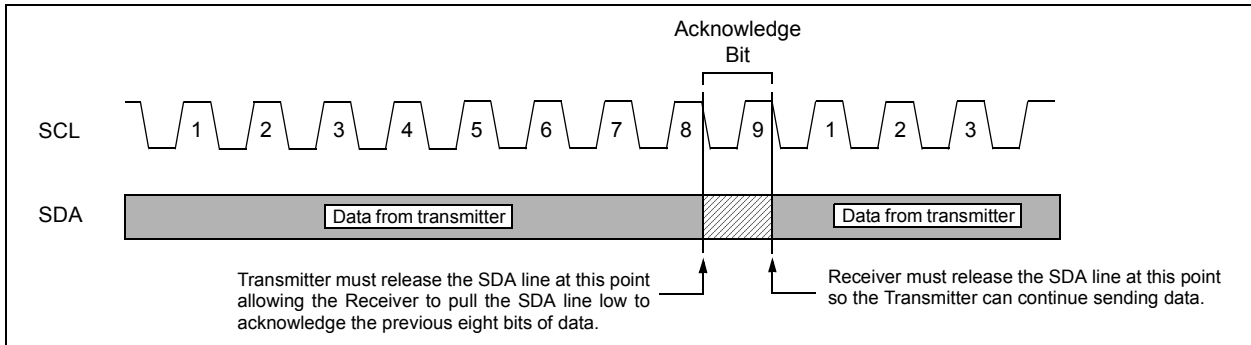 Acknowledge
Bit
SCL
1 2 3 4 5 6 7 8 9 1 2 3
SDA
Data from transmitter
Data from transmitter
Transmitter must release the SDA line at this point
allowing the Receiver to pull the SDA line low to
acknowledge the previous eight bits of data.
Receiver must release the SDA line at this point
so the Transmitter can continue sending data.